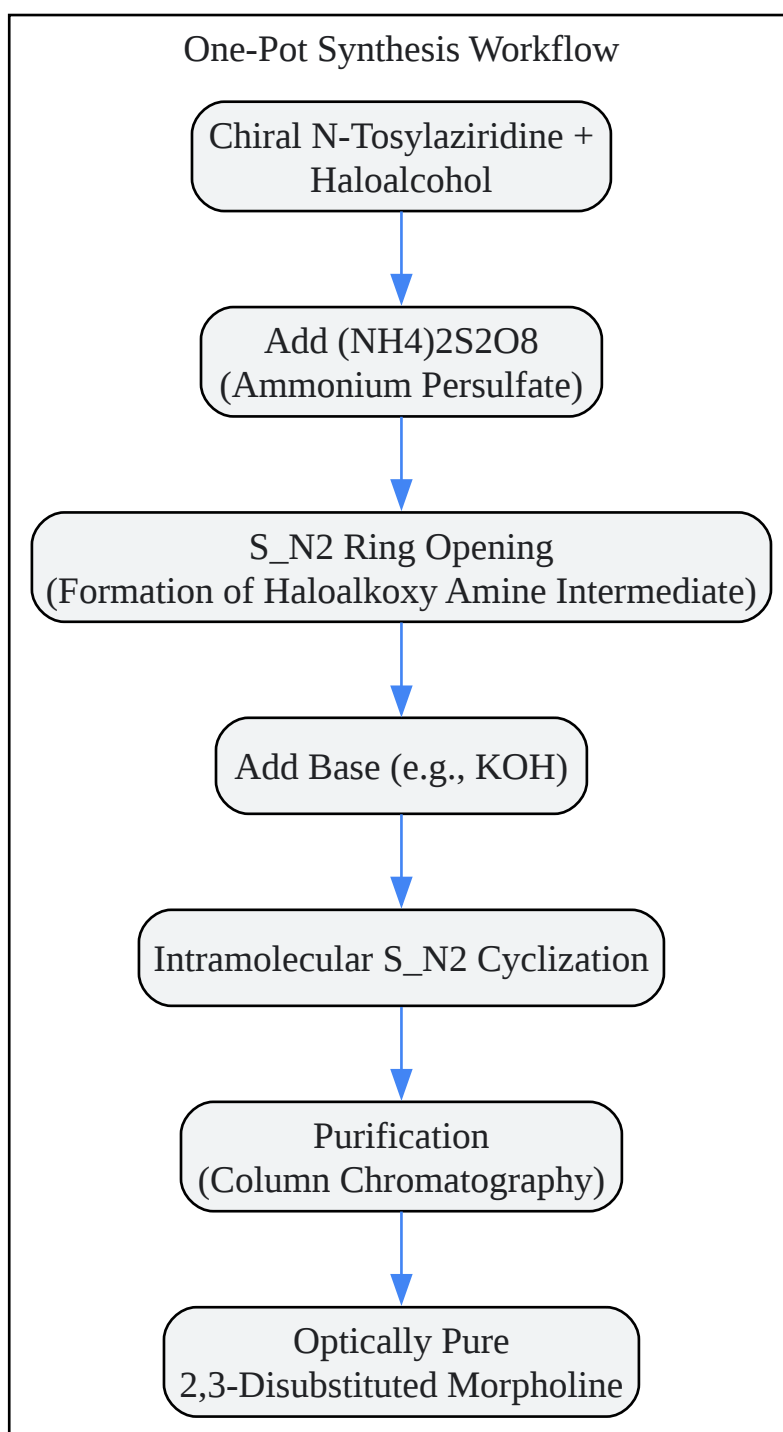 One-Pot Synthesis Workflow
Chiral N-Tosylaziridine +
Haloalcohol
Add (NH4)2S2O8
(Ammonium Persulfate)
S_N2 Ring Opening
(Formation of Haloalkoxy Amine Intermediate)
Add Base (e.g., KOH)
Intramolecular S_N2 Cyclization
Purification
(Column Chromatography)
Optically Pure
2,3-Disubstituted Morpholine